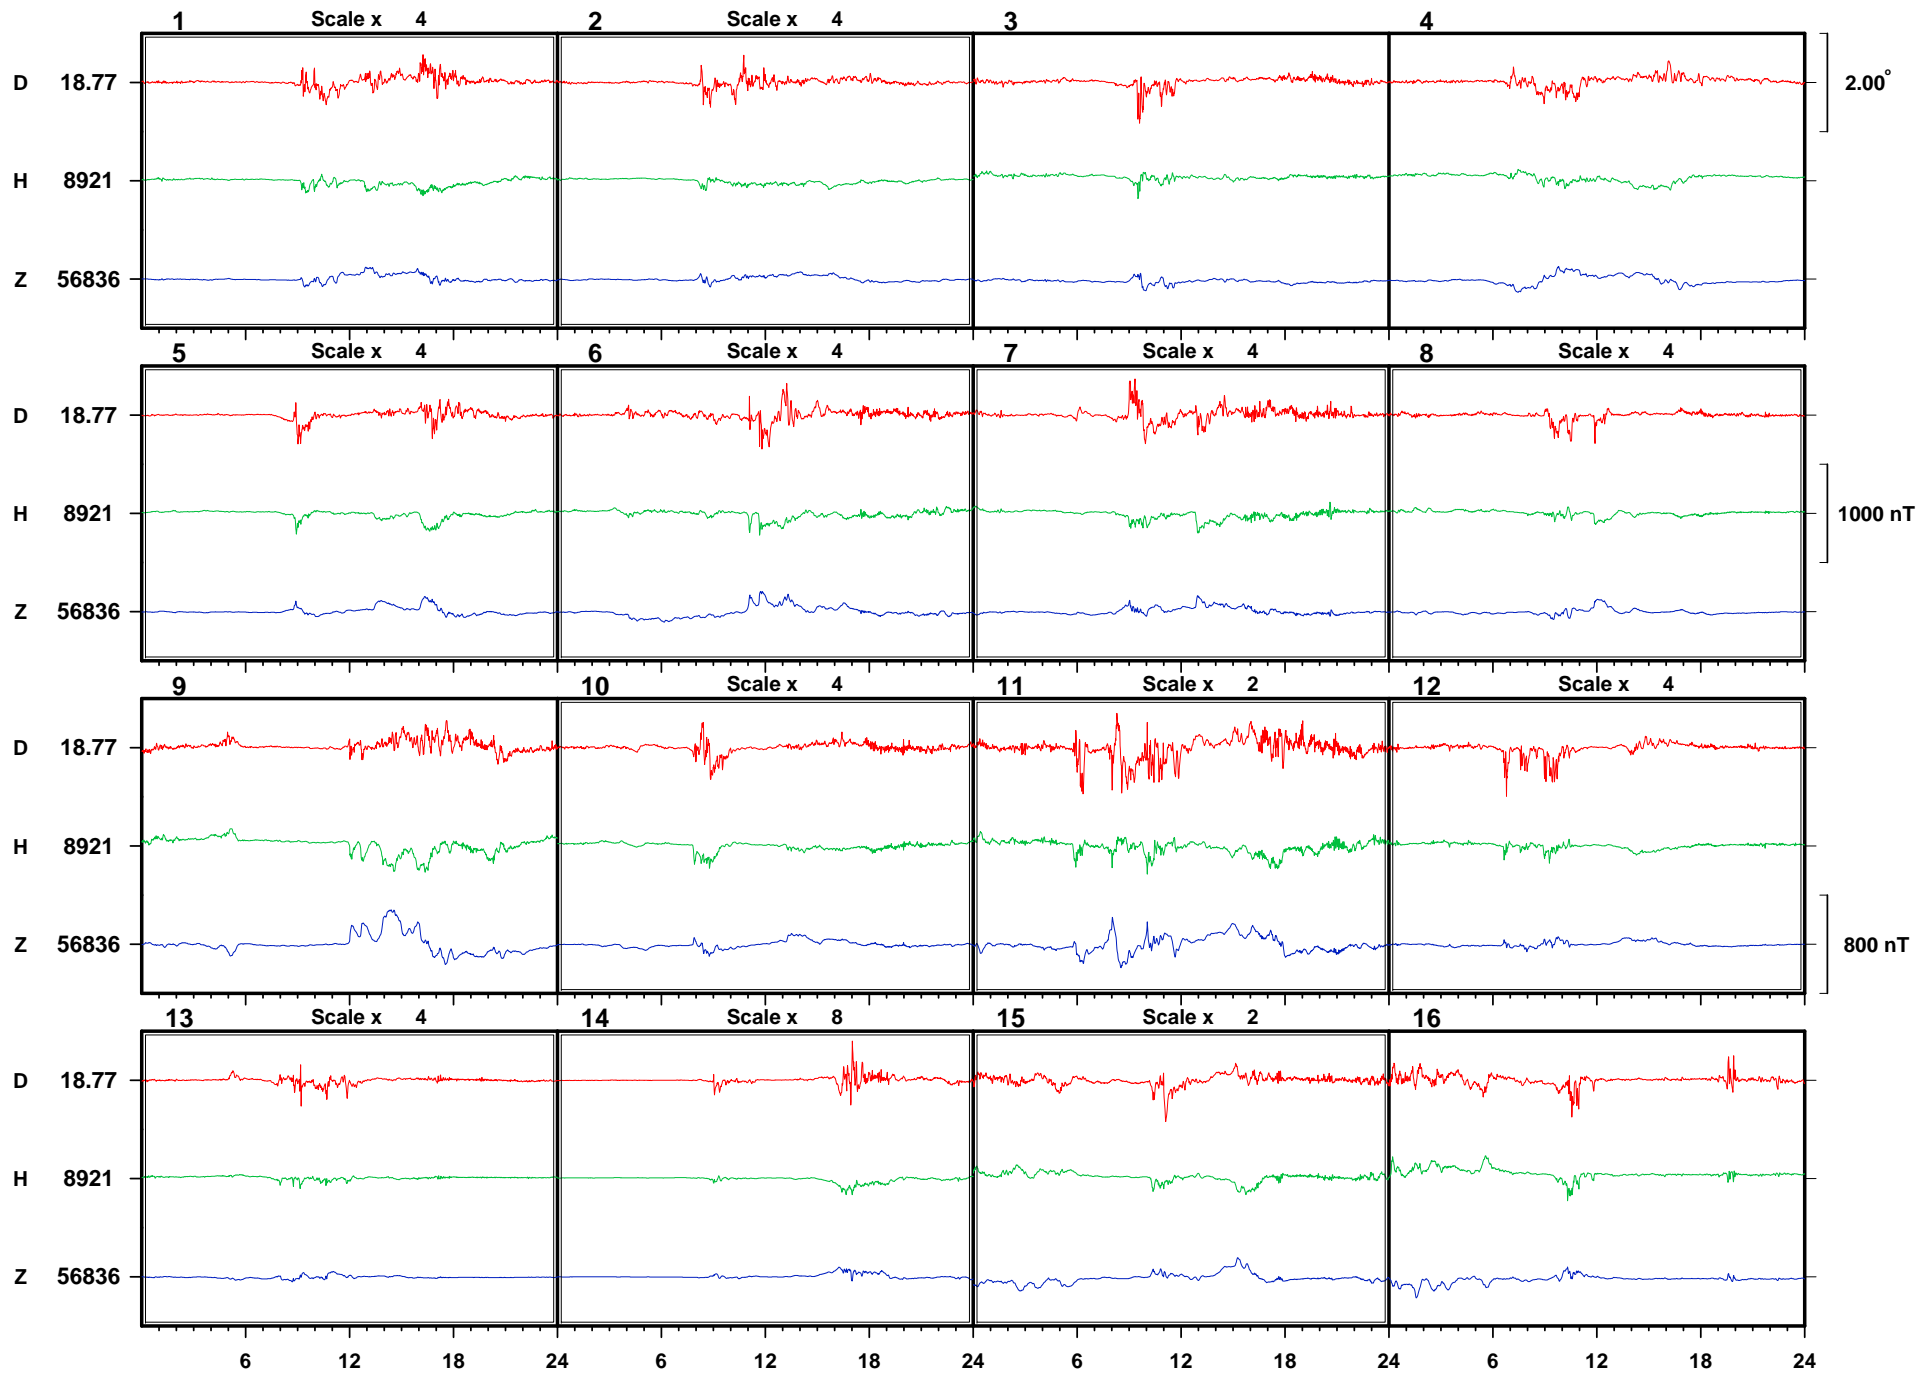 1 Scale x 4 2 Scale x 4 3 4
D 18.77 2.00°
H 8921
Z 56836
5 Scale x 4 6 Scale x 4 7 Scale x 4 8 Scale x 4
D 18.77
H 8921 1000 nT
Z 56836
9 10 Scale x 4 11 Scale x 2 12 Scale x 4
D 18.77
H 8921
Z 56836 800 nT
13 Scale x 4 14 Scale x 8 15 Scale x 2 16
D 18.77
H 8921
Z 56836
6 12 18 24 6 12 18 24 6 12 18 24 6 12 18 24